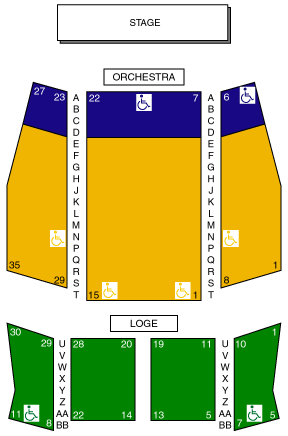 STAGE
ORCHESTRA
27 23 A 22 7 A 6 1
B B
C C
D D
E E
F F
G G
H H
J J
K K
L L
M M
N N
P P
Q Q
35 R R 1
29 S S 8
T 15 1 T
LOGE
30 29 U 28 20 19 11 U 10 1
V V
W W
X X
Y Y
Z Z
11 AA 22 14 13 5 AA 5
8 BB BB 7